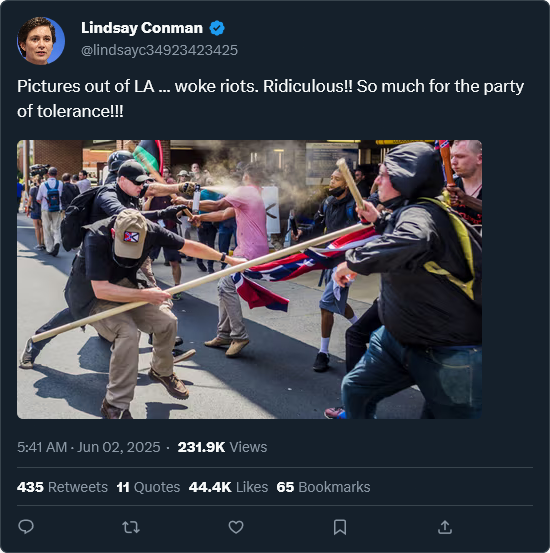 Lindsay Conman
@lindsayc34923423425
Pictures out of LA ... woke riots. Ridiculous!! So much for the party
of tolerance!!!
5:41 AM · Jun 02, 2025 · 231.9K Views
435 Retweets 11 Quotes 44.4K Likes 65 Bookmarks